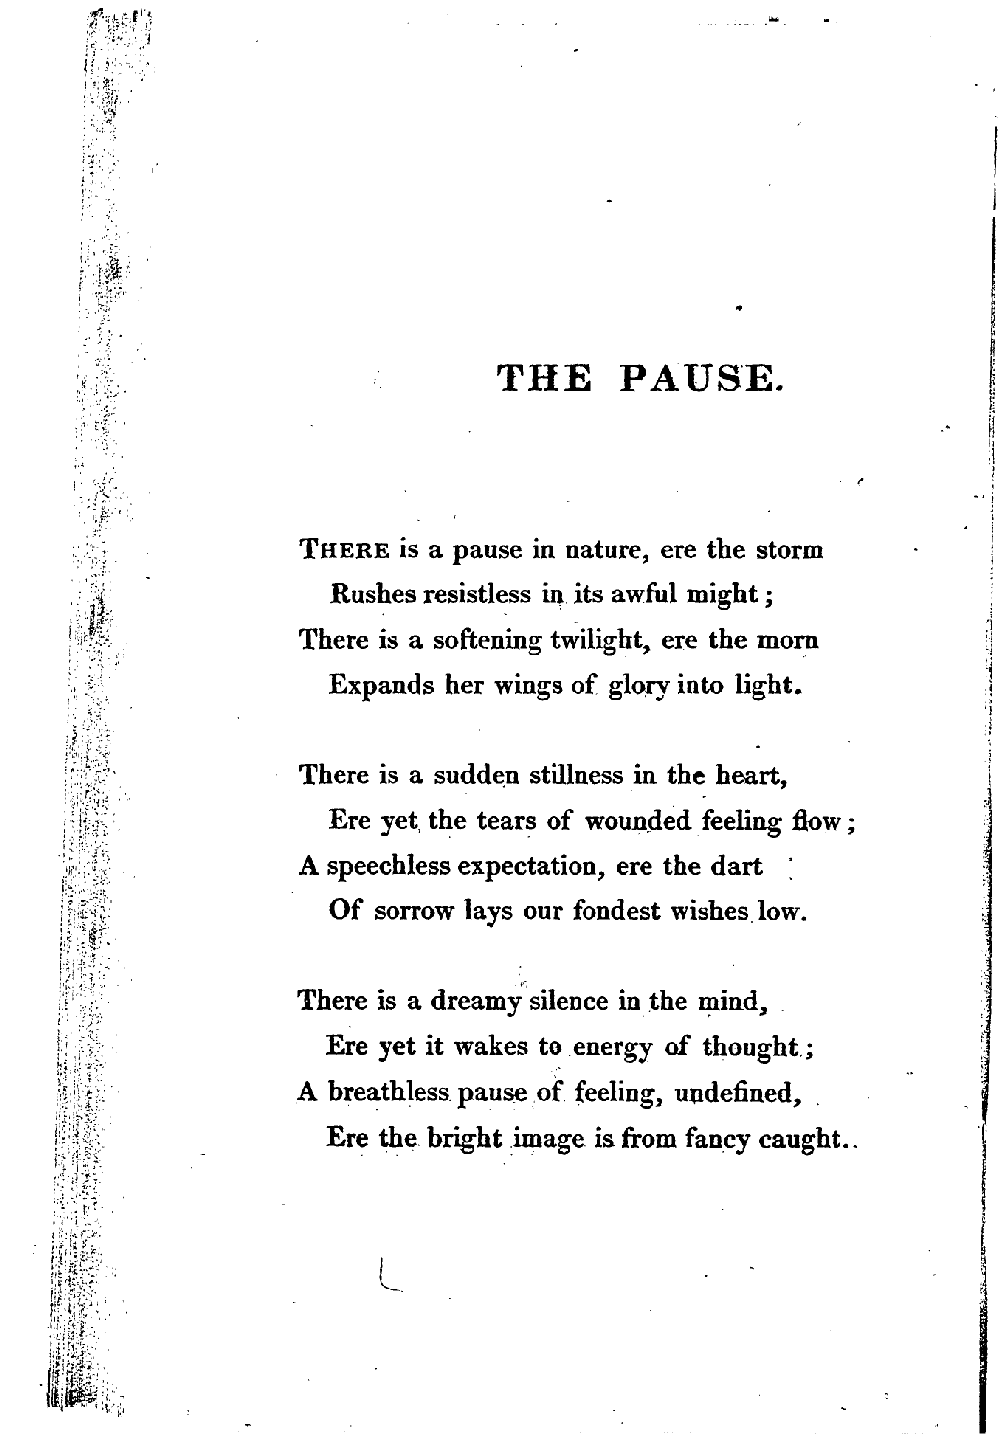 THE PAUSE.
THERE is a pause in nature, ere the storm
Rushes resistless in its awful might;
There is a softening twilight, ere the morn
Expands her wings of glory into light.
There is a sudden stillness in the heart,
Ere yet the tears of wounded feeling flow;
A speechless expectation, ere the dart
Of sorrow lays our fondest wishes low.
There is a dreamy silence in the mind,
Ere yet it wakes to energy of thought;
A breathless pause of feeling, undefined,
Ere the bright image is from fancy caught.